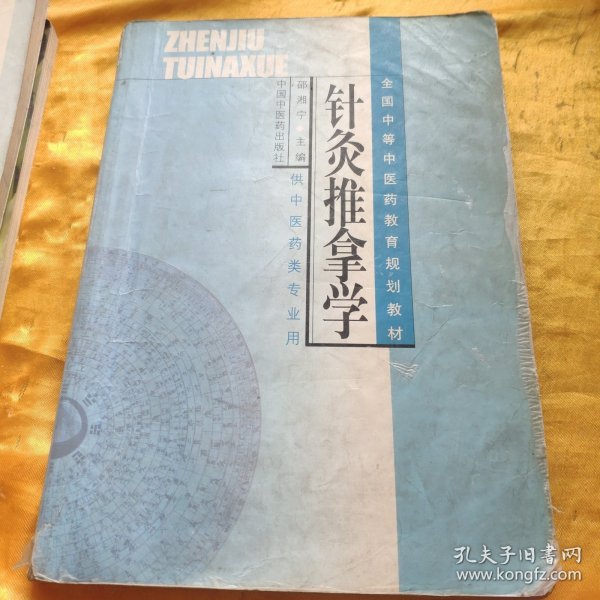 ZHENJIU
TUINAXUE
全国中等中医药教育规划教材
针灸推拿学
邵湘宁 主编
中国中医药出版社
供中医药类专业用
孔夫子旧书网
www.kongfz.com